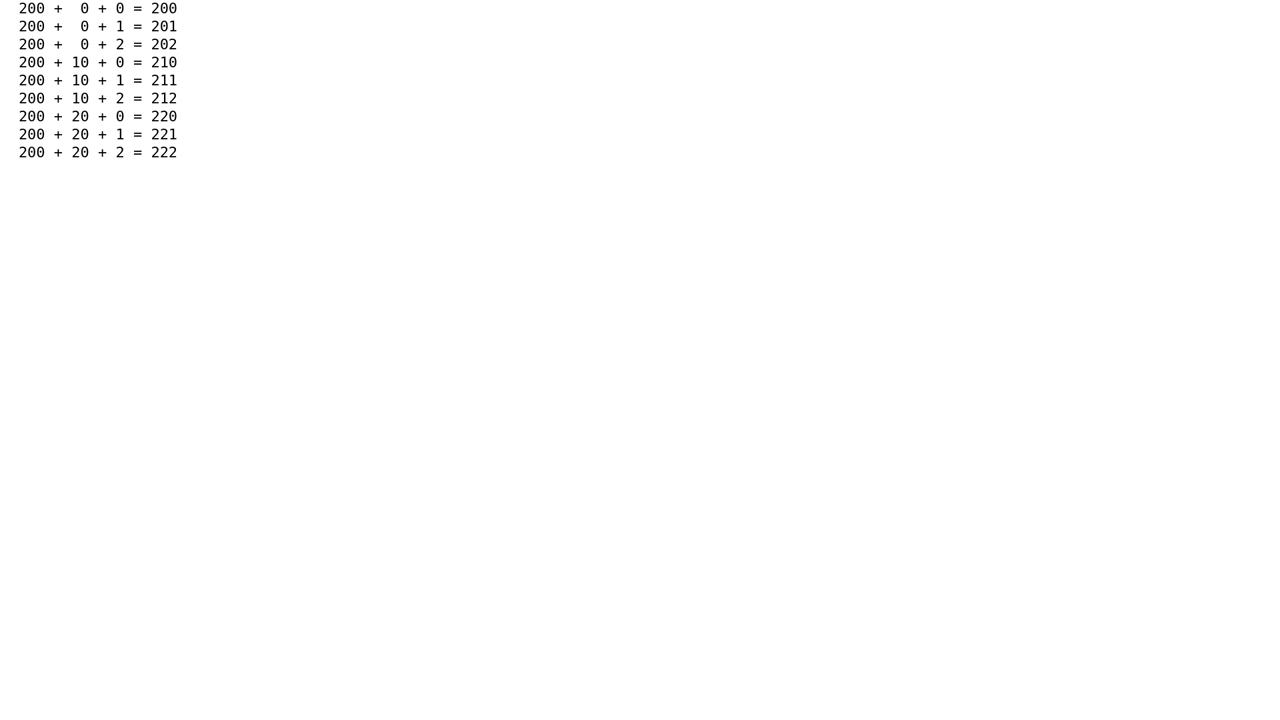 200 +  0 + 0 = 200
200 +  0 + 1 = 201
200 +  0 + 2 = 202
200 + 10 + 0 = 210
200 + 10 + 1 = 211
200 + 10 + 2 = 212
200 + 20 + 0 = 220
200 + 20 + 1 = 221
200 + 20 + 2 = 222